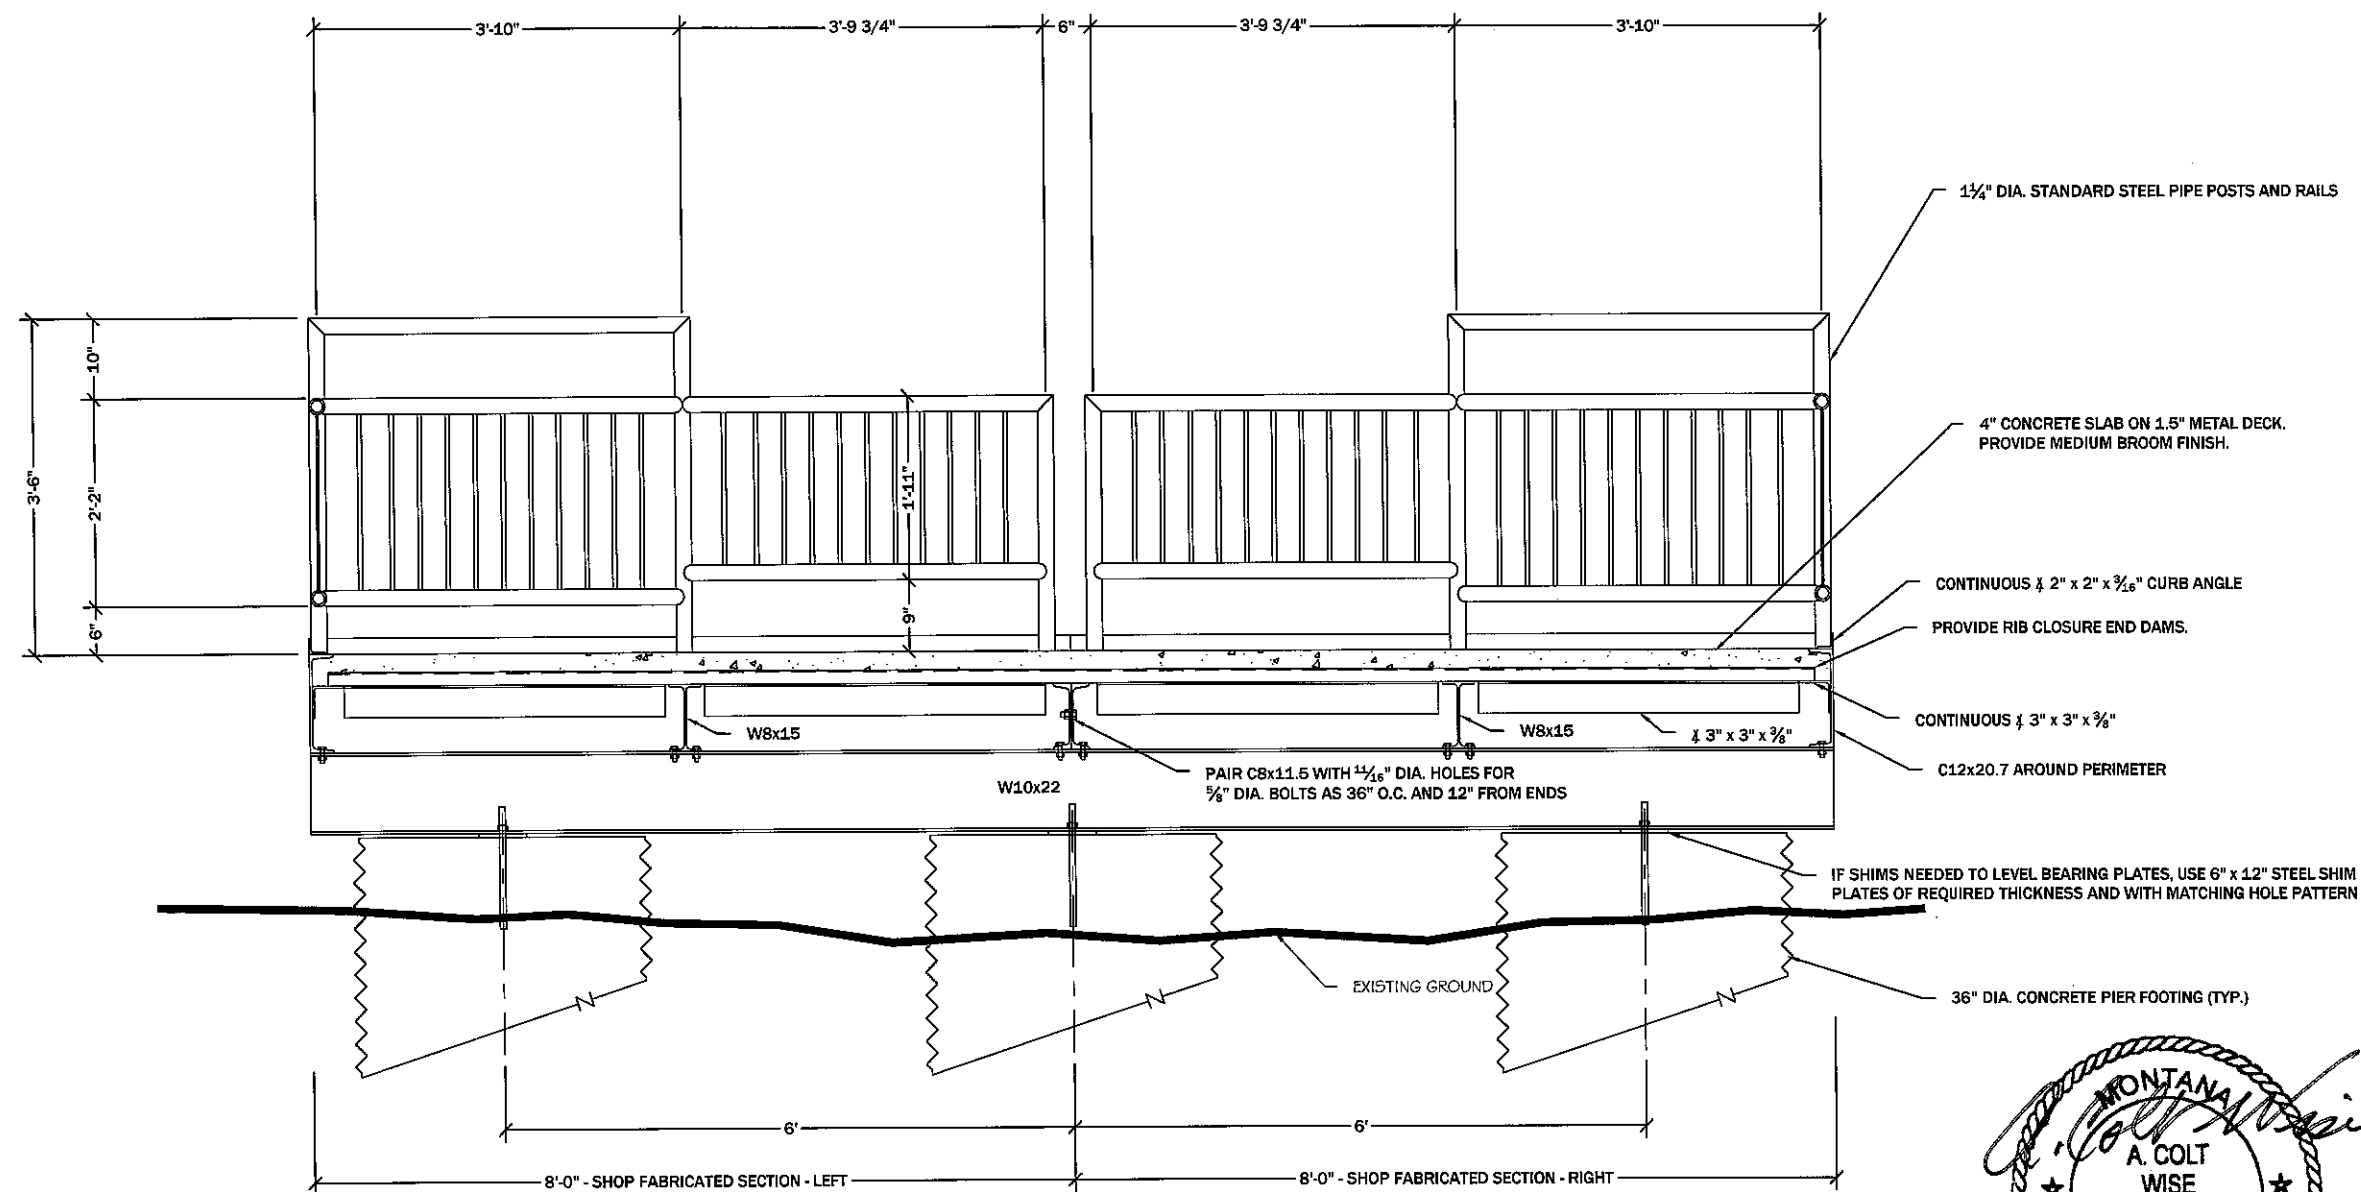 3'-10"
3'-9 3/4"
6"
3'-9 3/4"
3'-10"
1¼" DIA. STANDARD STEEL PIPE POSTS AND RAILS
10"
3'-6"
2'-2"
6"
1'-11"
9"
4" CONCRETE SLAB ON 1.5" METAL DECK.
PROVIDE MEDIUM BROOM FINISH.
CONTINUOUS ∡ 2" x 2" x 3⁄16" CURB ANGLE
PROVIDE RIB CLOSURE END DAMS.
CONTINUOUS ∡ 3" x 3" x ⅜"
W8x15
W8x15
∡ 3" x 3" x ⅜"
C12x20.7 AROUND PERIMETER
PAIR C8x11.5 WITH 11⁄16" DIA. HOLES FOR
⅝" DIA. BOLTS AS 36" O.C. AND 12" FROM ENDS
W10x22
IF SHIMS NEEDED TO LEVEL BEARING PLATES, USE 6" x 12" STEEL SHIM
PLATES OF REQUIRED THICKNESS AND WITH MATCHING HOLE PATTERN
EXISTING GROUND
36" DIA. CONCRETE PIER FOOTING (TYP.)
6'
6'
8'-0" - SHOP FABRICATED SECTION - LEFT
8'-0" - SHOP FABRICATED SECTION - RIGHT
MONTANA
A. COLT
WISE